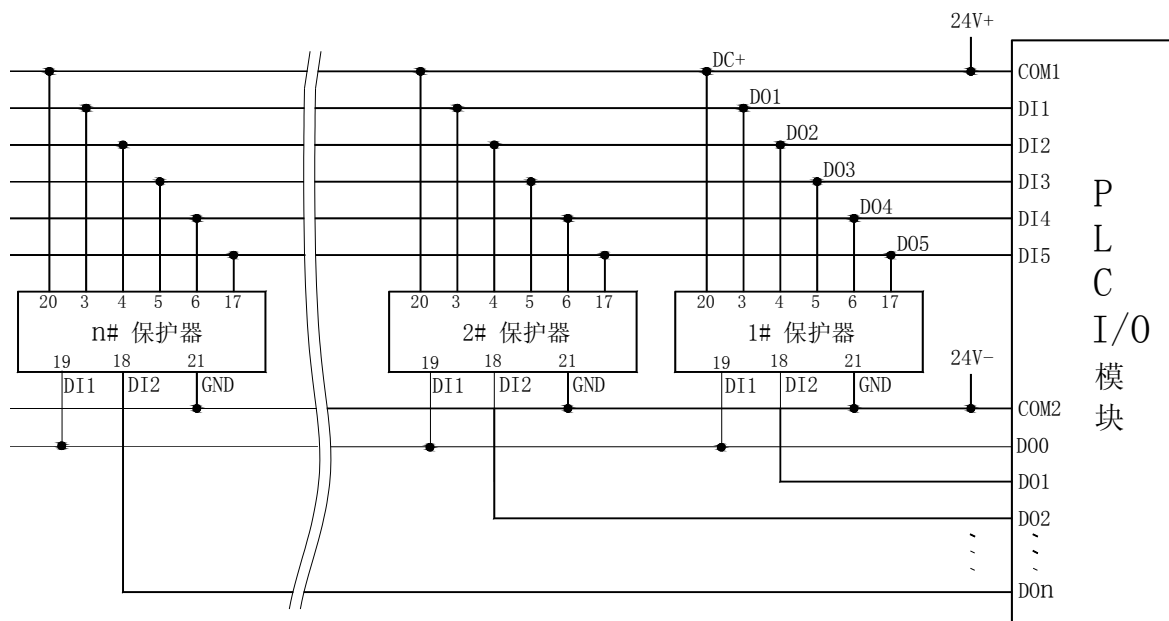 24V+
DC+
COM1
DO1
DI1
DO2
DI2
DO3
DI3
DO4
DI4
DO5
DI5
20 3 4 5 6 17
20 3 4 5 6 17
20 3 4 5 6 17
n# 保护器
2# 保护器
1# 保护器
19 18 21
19 18 21
19 18 21
DI1 DI2 GND
DI1 DI2 GND
DI1 DI2 GND
24V-
COM2
DO0
DO1
DO2
DOn
P
L
C
I/O
模
块